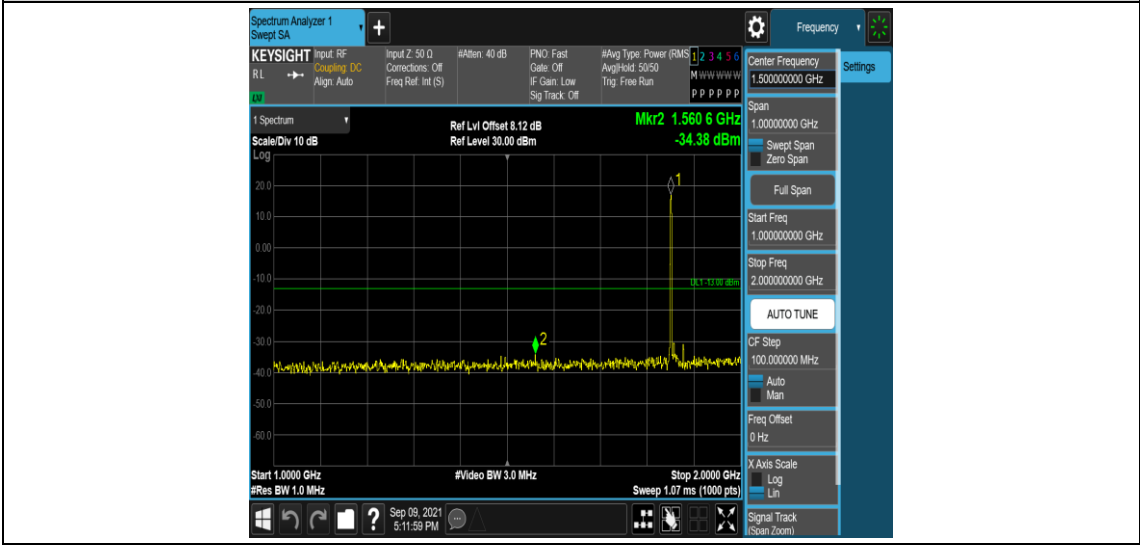 Spectrum Analyzer 1
Swept SA
+
Frequency
KEYSIGHT
RL
LNI
Input: RF
Coupling: DC
Align: Auto
Input Z: 50 Ω
Corrections: Off
Freq Ref: Int (S)
#Atten: 40 dB
PNO: Fast
Gate: Off
IF Gain: Low
Sig Track: Off
#Avg Type: Power (RMS
Avg|Hold: 50/50
Trig: Free Run
1 2 3 4 5 6
M W W W W W
P P P P P P
1 Spectrum
Scale/Div 10 dB
Log
Ref Lvl Offset 8.12 dB
Ref Level 30.00 dBm
Mkr2 1.560 6 GHz
-34.38 dBm
1
20.0
10.0
0.00
-10.0
DL1 -13.00 dBm
-20.0
-30.0
2
-40.0
-50.0
-60.0
Start 1.0000 GHz
#Res BW 1.0 MHz
#Video BW 3.0 MHz
Stop 2.0000 GHz
Sweep 1.07 ms (1000 pts)
Sep 09, 2021
5:11:59 PM
?
Center Frequency
1.500000000 GHz
Settings
Span
1.00000000 GHz
Swept Span
Zero Span
Full Span
Start Freq
1.000000000 GHz
Stop Freq
2.000000000 GHz
AUTO TUNE
CF Step
100.000000 MHz
Auto
Man
Freq Offset
0 Hz
X Axis Scale
Log
Lin
Signal Track
(Span Zoom)